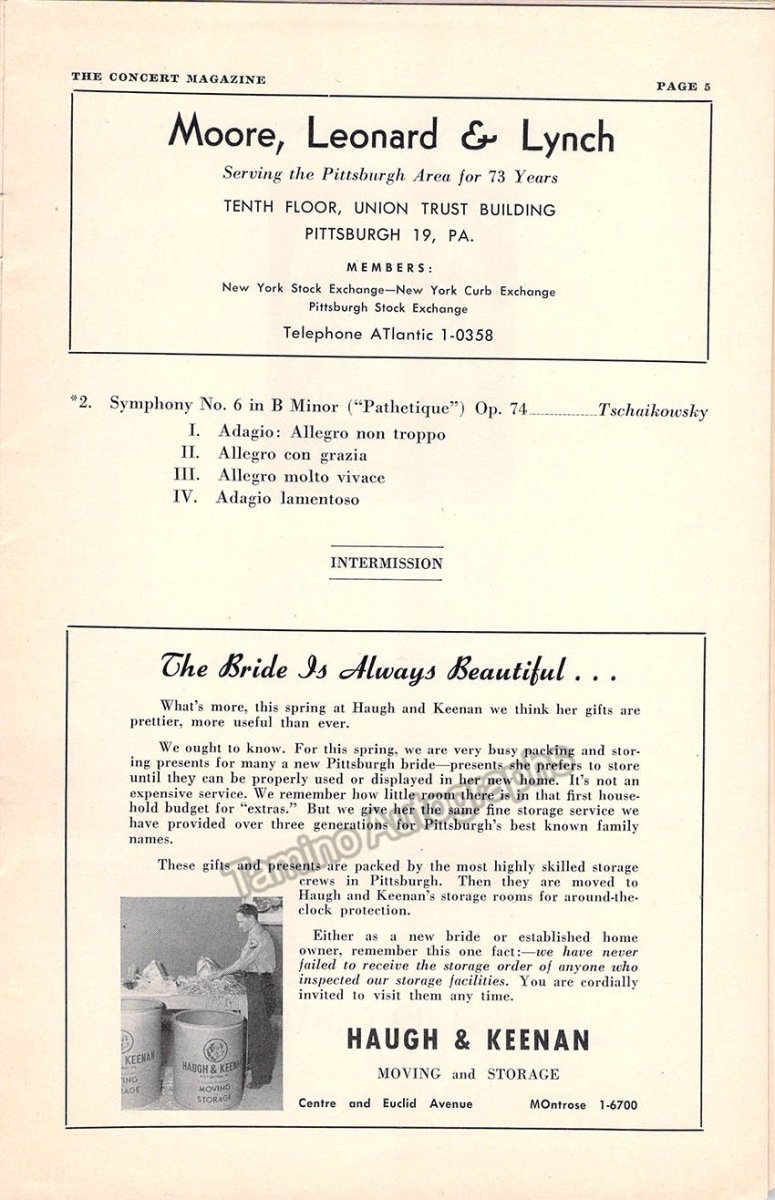 THE CONCERT MAGAZINE
PAGE 5
Moore, Leonard & Lynch
Serving the Pittsburgh Area for 73 Years
TENTH FLOOR, UNION TRUST BUILDING
PITTSBURGH 19, PA.
MEMBERS:
New York Stock Exchange—New York Curb Exchange
Pittsburgh Stock Exchange
Telephone ATlantic 1-0358
*2. Symphony No. 6 in B Minor (“Pathetique”) Op. 74 Tschaikowsky
I. Adagio: Allegro non troppo
II. Allegro con grazia
III. Allegro molto vivace
IV. Adagio lamentoso
INTERMISSION
The Bride Is Always Beautiful . . .
What's more, this spring at Haugh and Keenan we think her gifts are
prettier, more useful than ever.
We ought to know. For this spring, we are very busy packing and stor-
ing presents for many a new Pittsburgh bride—presents she prefers to store
until they can be properly used or displayed in her new home. It's not an
expensive service. We remember how little room there is in that first house-
hold budget for “extras.” But we give her the same fine storage service we
have provided over three generations for Pittsburgh's best known family
names.
These gifts and presents are packed by the most highly skilled storage
crews in Pittsburgh. Then they are moved to
Haugh and Keenan's storage rooms for around-the-
clock protection.
Either as a new bride or established home
owner, remember this one fact:—we have never
failed to receive the storage order of anyone who
inspected our storage facilities. You are cordially
invited to visit them any time.
HAUGH & KEENAN
MOVING and STORAGE
Centre and Euclid Avenue MOntrose 1-6700
KEENAN
HAUGH & KEENAN
MOVING
STORAGE
Tamino Autographs